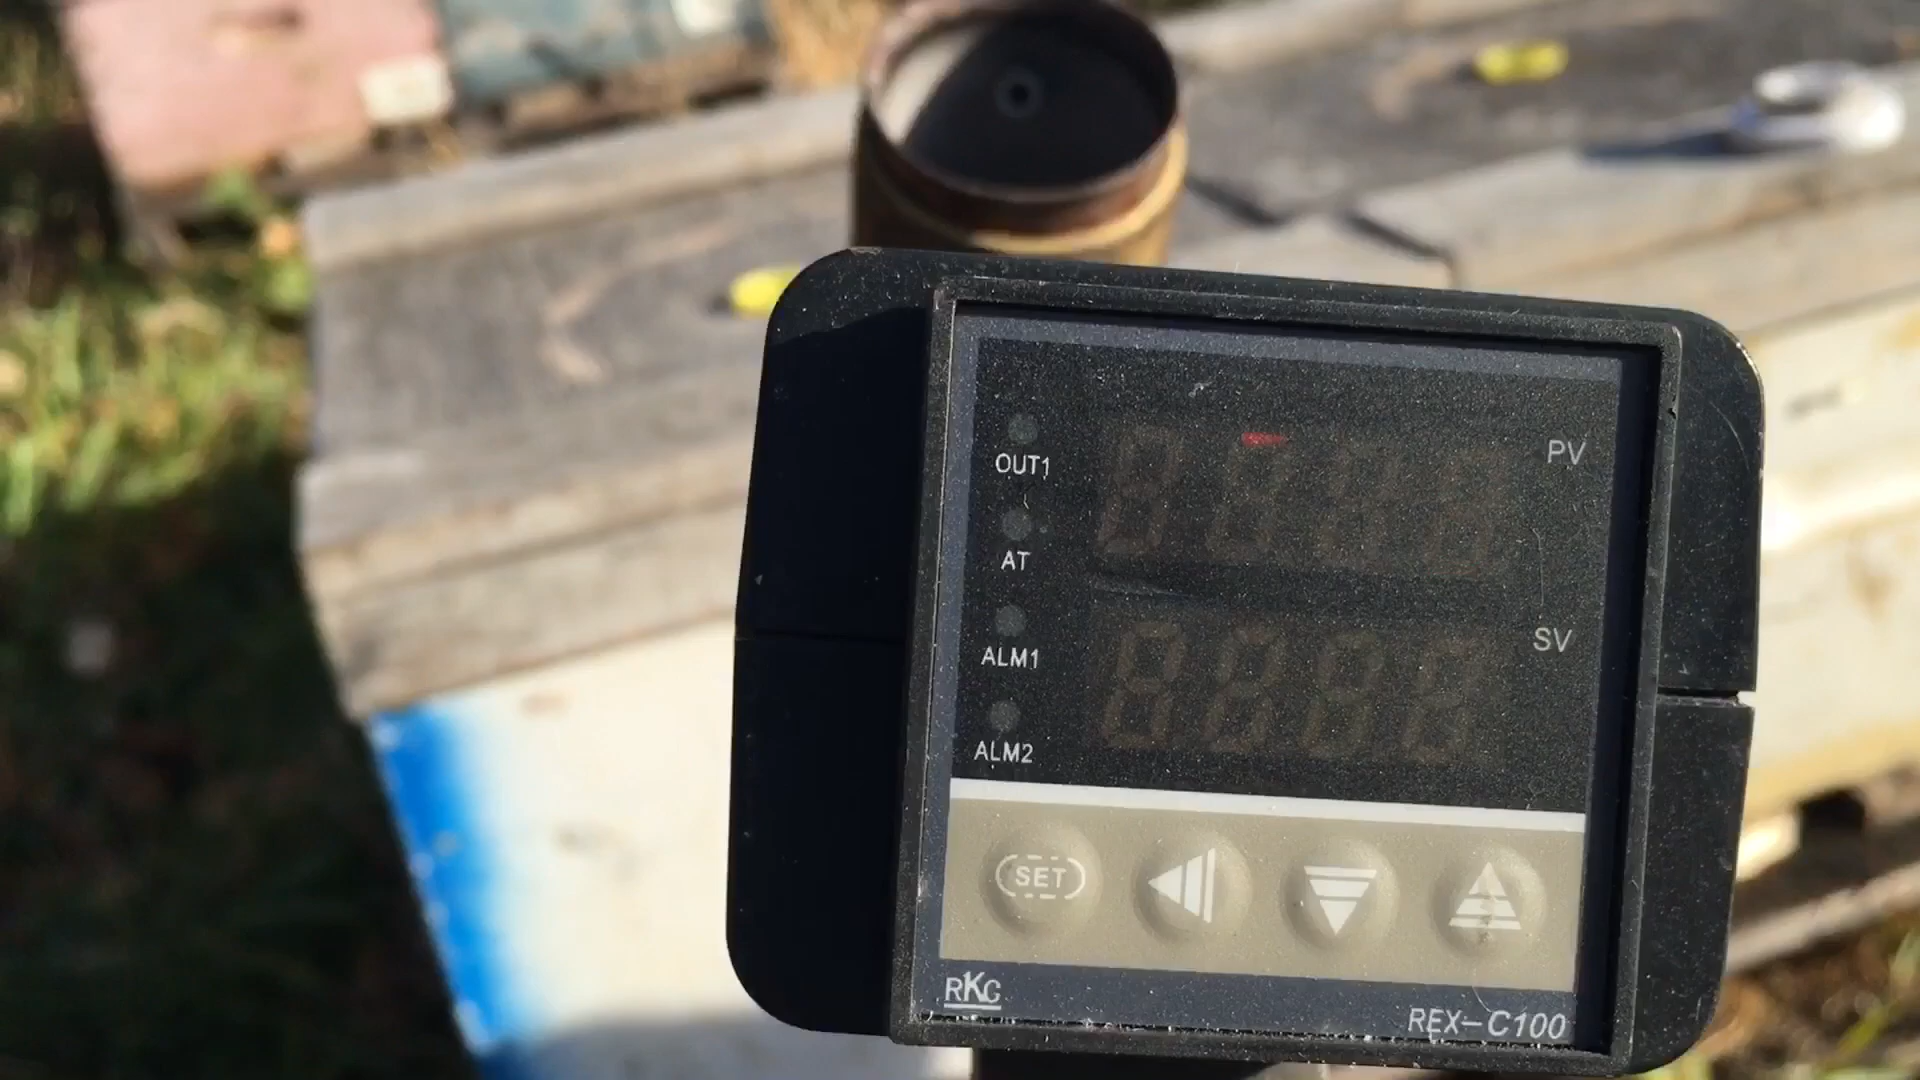 PV
OUT1
AT
SV
ALM1
ALM2
SET
RKC
REX-C100